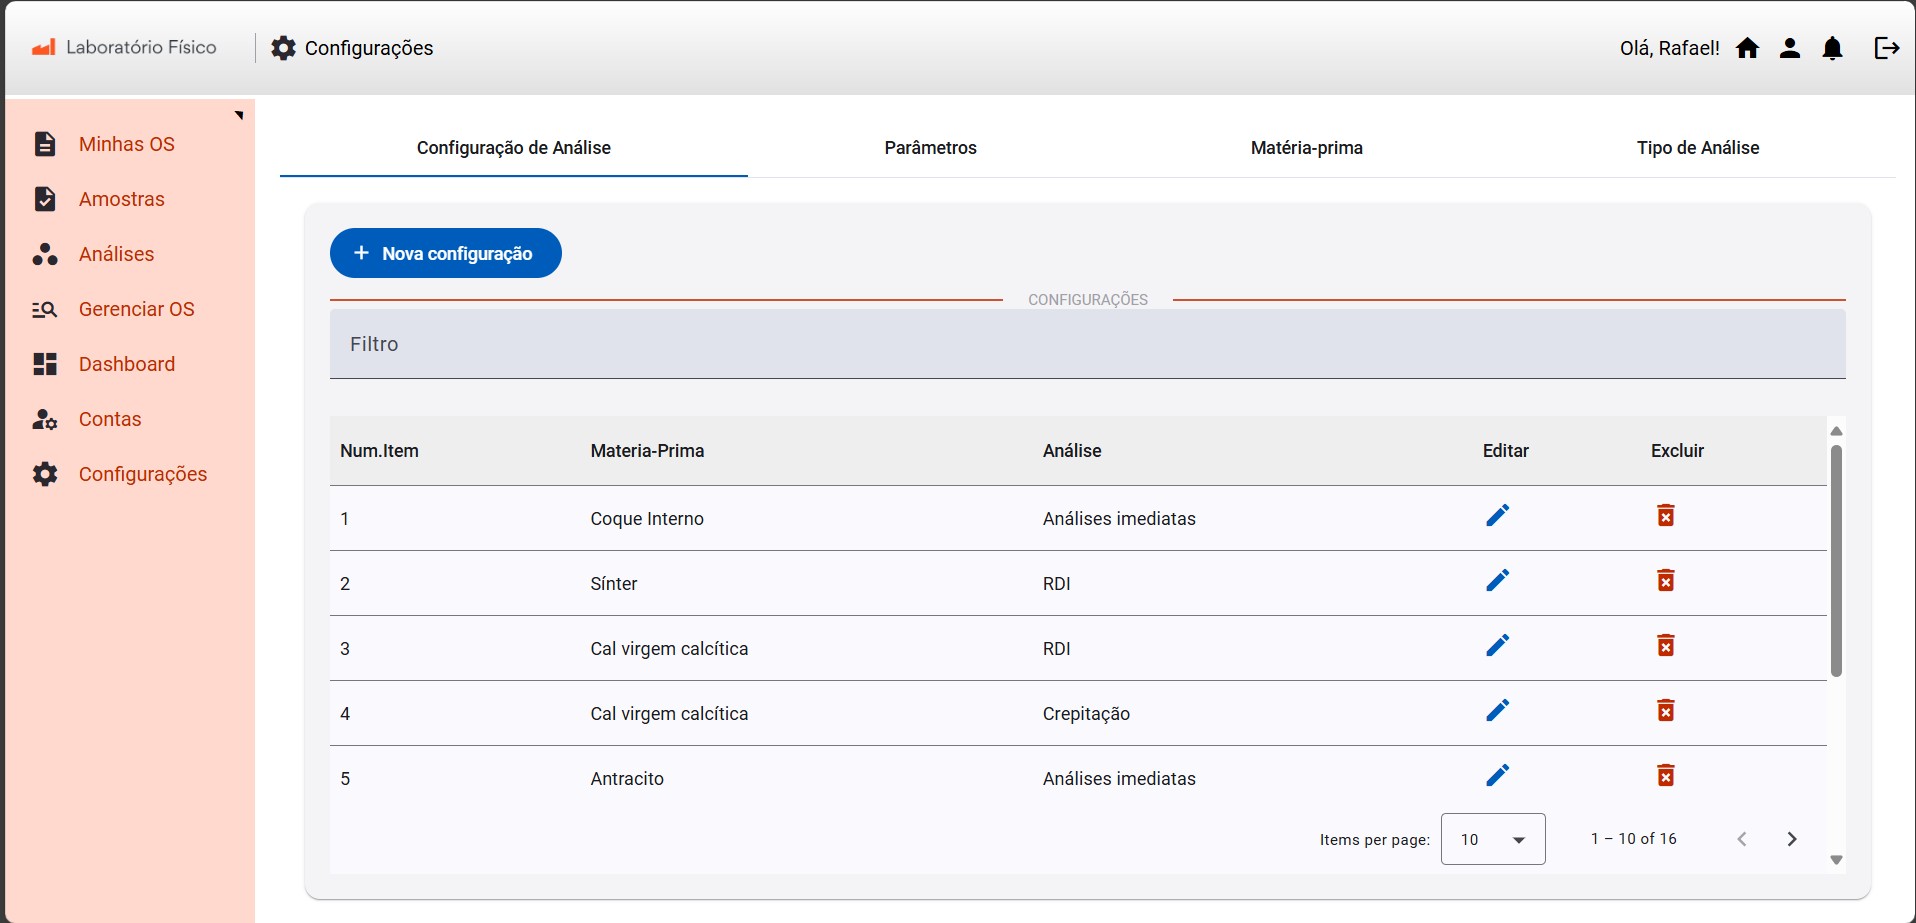 Laboratório Físico
Configurações
Olá, Rafael!
Minhas OS
Amostras
Análises
Gerenciar OS
Dashboard
Contas
Configurações
Configuração de Análise
Parâmetros
Matéria-prima
Tipo de Análise
+ Nova configuração
CONFIGURAÇÕES
Filtro
Num.Item Materia-Prima Análise Editar Excluir
1 Coque Interno Análises imediatas
2 Sínter RDI
3 Cal virgem calcítica RDI
4 Cal virgem calcítica Crepitação
5 Antracito Análises imediatas
Items per page: 10 1 – 10 of 16